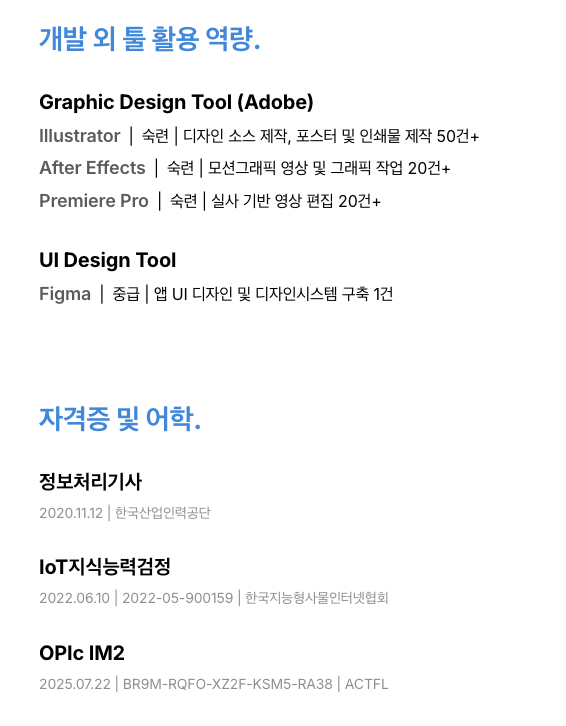 개발 외 툴 활용 역량.
Graphic Design Tool (Adobe)
Illustrator | 숙련 | 디자인 소스 제작, 포스터 및 인쇄물 제작 50건+
After Effects | 숙련 | 모션그래픽 영상 및 그래픽 작업 20건+
Premiere Pro | 숙련 | 실사 기반 영상 편집 20건+
UI Design Tool
Figma | 중급 | 앱 UI 디자인 및 디자인시스템 구축 1건
자격증 및 어학.
정보처리기사
2020.11.12 | 한국산업인력공단
IoT지식능력검정
2022.06.10 | 2022-05-900159 | 한국지능형사물인터넷협회
OPIc IM2
2025.07.22 | BR9M-RQFO-XZ2F-KSM5-RA38 | ACTFL